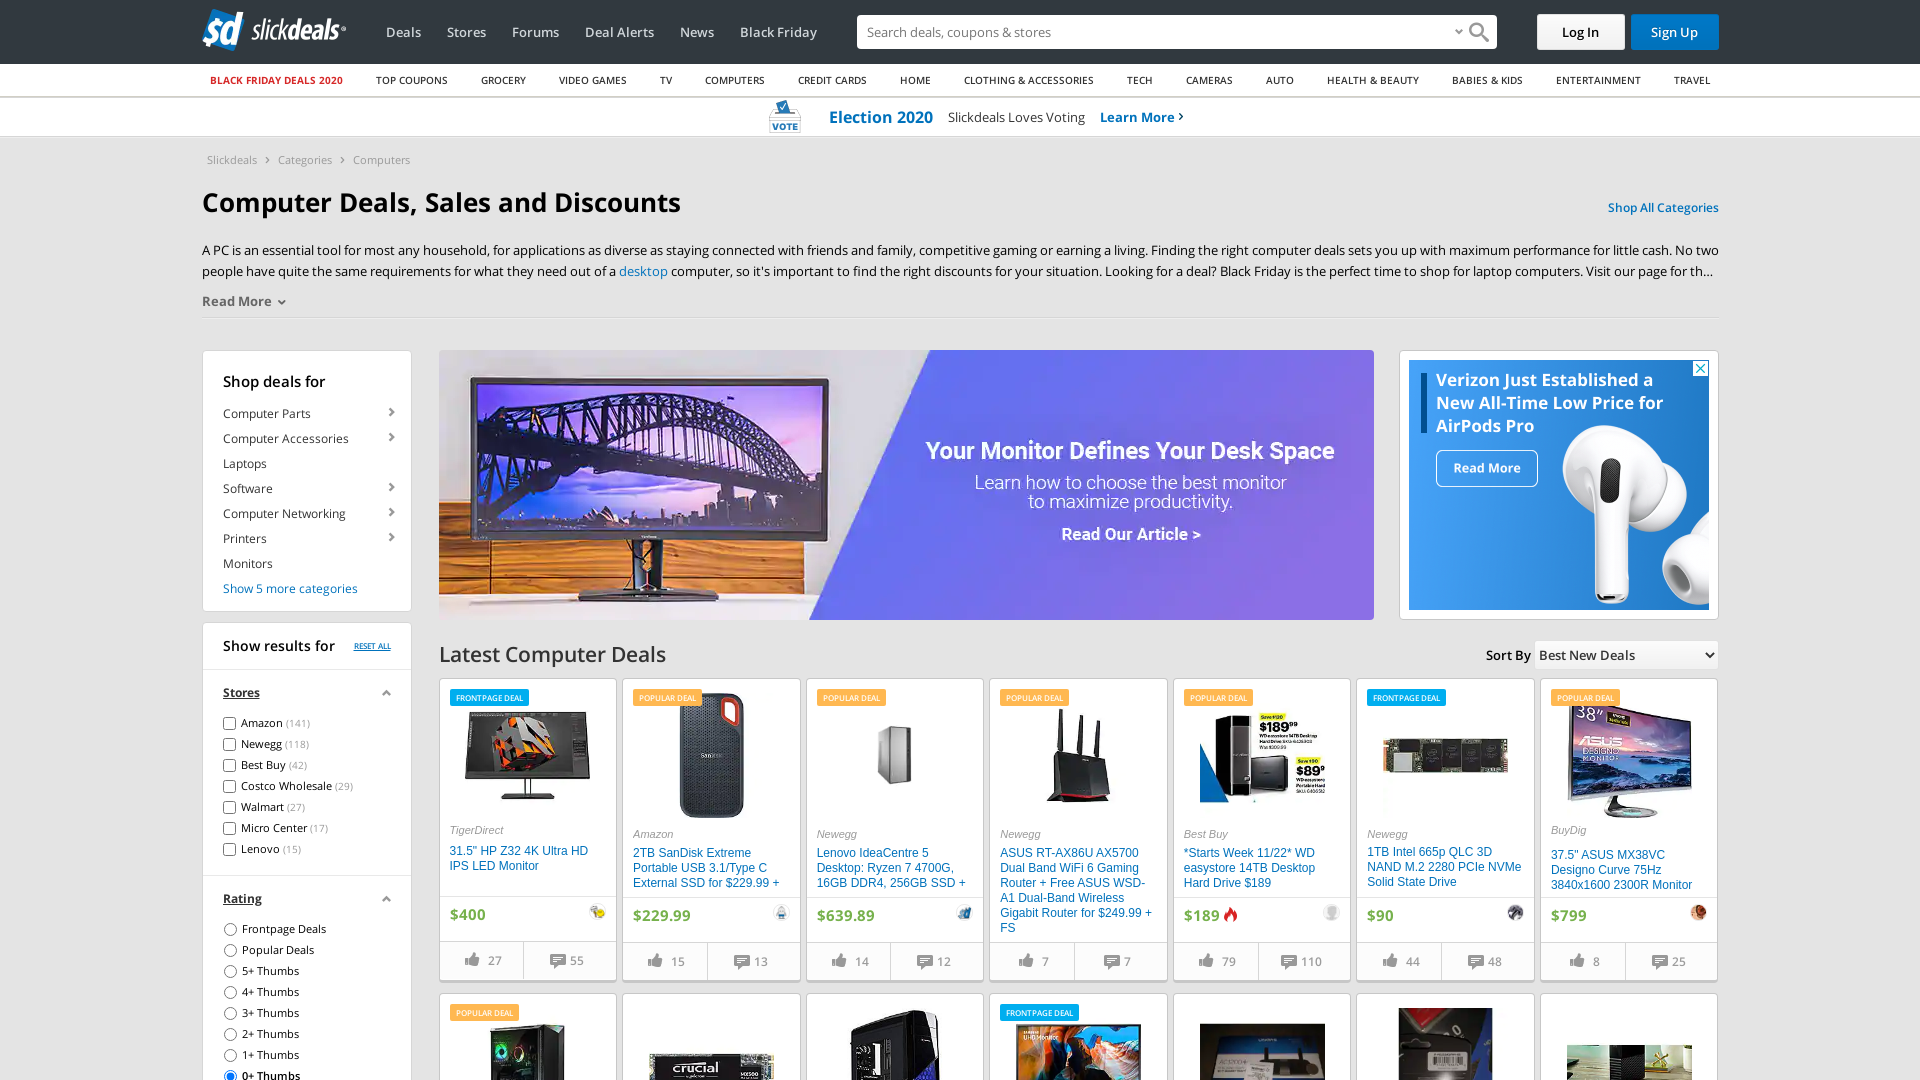 sd slickdeals
Deals
Stores
Forums
Deal Alerts
News
Black Friday
Search deals, coupons & stores
Log In
Sign Up
BLACK FRIDAY DEALS 2020
TOP COUPONS
GROCERY
VIDEO GAMES
TV
COMPUTERS
CREDIT CARDS
HOME
CLOTHING & ACCESSORIES
TECH
CAMERAS
AUTO
HEALTH & BEAUTY
BABIES & KIDS
ENTERTAINMENT
TRAVEL
VOTE
Election 2020 Slickdeals Loves Voting Learn More
Slickdeals > Categories > Computers
Computer Deals, Sales and Discounts
Shop All Categories
A PC is an essential tool for most any household, for applications as diverse as staying connected with friends and family, competitive gaming or earning a living. Finding the right computer deals sets you up with maximum performance for little cash. No two
people have quite the same requirements for what they need out of a desktop computer, so it's important to find the right discounts for your situation. Looking for a deal? Black Friday is the perfect time to shop for laptop computers. Visit our page for th...
Read More
Shop deals for
Computer Parts
Computer Accessories
Laptops
Software
Computer Networking
Printers
Monitors
Show 5 more categories
Show results for RESET ALL
Stores
Amazon (141)
Newegg (118)
Best Buy (42)
Costco Wholesale (29)
Walmart (27)
Micro Center (17)
Lenovo (15)
Rating
Frontpage Deals
Popular Deals
5+ Thumbs
4+ Thumbs
3+ Thumbs
2+ Thumbs
1+ Thumbs
0+ Thumbs
Your Monitor Defines Your Desk Space
Learn how to choose the best monitor
to maximize productivity.
Read Our Article >
Verizon Just Established a
New All-Time Low Price for
AirPods Pro
Read More
Latest Computer Deals
Sort By Best New Deals
FRONTPAGE DEAL
TigerDirect
31.5" HP Z32 4K Ultra HD
IPS LED Monitor
$400
27
55
POPULAR DEAL
SanDisk
Amazon
2TB SanDisk Extreme
Portable USB 3.1/Type C
External SSD for $229.99 +
$229.99
15
13
POPULAR DEAL
Newegg
Lenovo IdeaCentre 5
Desktop: Ryzen 7 4700G,
16GB DDR4, 256GB SSD +
$639.89
14
12
POPULAR DEAL
Newegg
ASUS RT-AX86U AX5700
Dual Band WiFi 6 Gaming
Router + Free ASUS WSD-
A1 Dual-Band Wireless
Gigabit Router for $249.99 +
FS
7
7
POPULAR DEAL
Save $120
$189.99
WD easystore 14TB Desktop
$89.9
Best Buy
*Starts Week 11/22* WD
easystore 14TB Desktop
Hard Drive $189
$189
79
110
FRONTPAGE DEAL
Newegg
1TB Intel 665p QLC 3D
NAND M.2 2280 PCIe NVMe
Solid State Drive
$90
44
48
POPULAR DEAL
38"
ASUS
DESIGNO
MONITOR
BuyDig
37.5" ASUS MX38VC
Designo Curve 75Hz
3840x1600 2300R Monitor
$799
8
25
POPULAR DEAL
crucial
FRONTPAGE DEAL
UHD Monitor